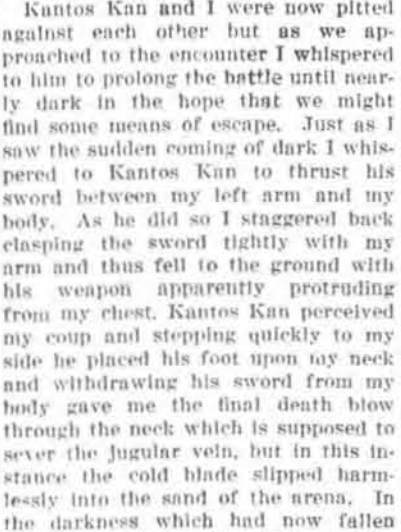 Kantos Kan and I were now pitted
against each other but as we ap-
proached to the encounter I whispered
to him to prolong the battle until near-
ly dark in the hope that we might
find some means of escape. Just as I
saw the sudden coming of dark I whis-
pered to Kantos Kan to thrust his
sword between my left arm and my
body. As he did so I staggered back
clasping the sword tightly with my
arm and thus fell to the ground with
his weapon apparently protruding
from my chest. Kantos Kan perceived
my coup and stepping quickly to my
side he placed his foot upon my neck
and withdrawing his sword from my
body gave me the final death blow
through the neck which is supposed to
sever the jugular vein, but in this in-
stance the cold blade slipped harm-
lessly into the sand of the arena. In
the darkness which had now fallen